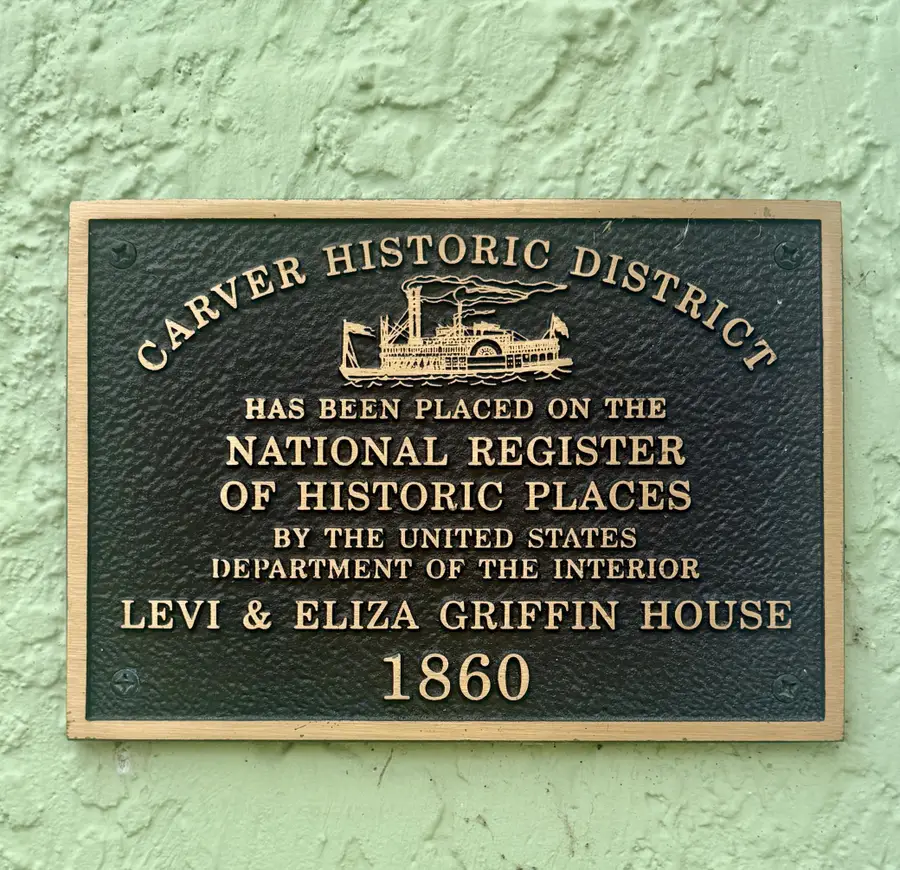 CARVER HISTORIC DISTRICT
HAS BEEN PLACED ON THE
NATIONAL REGISTER
OF HISTORIC PLACES
BY THE UNITED STATES
DEPARTMENT OF THE INTERIOR
LEVI & ELIZA GRIFFIN HOUSE
1860